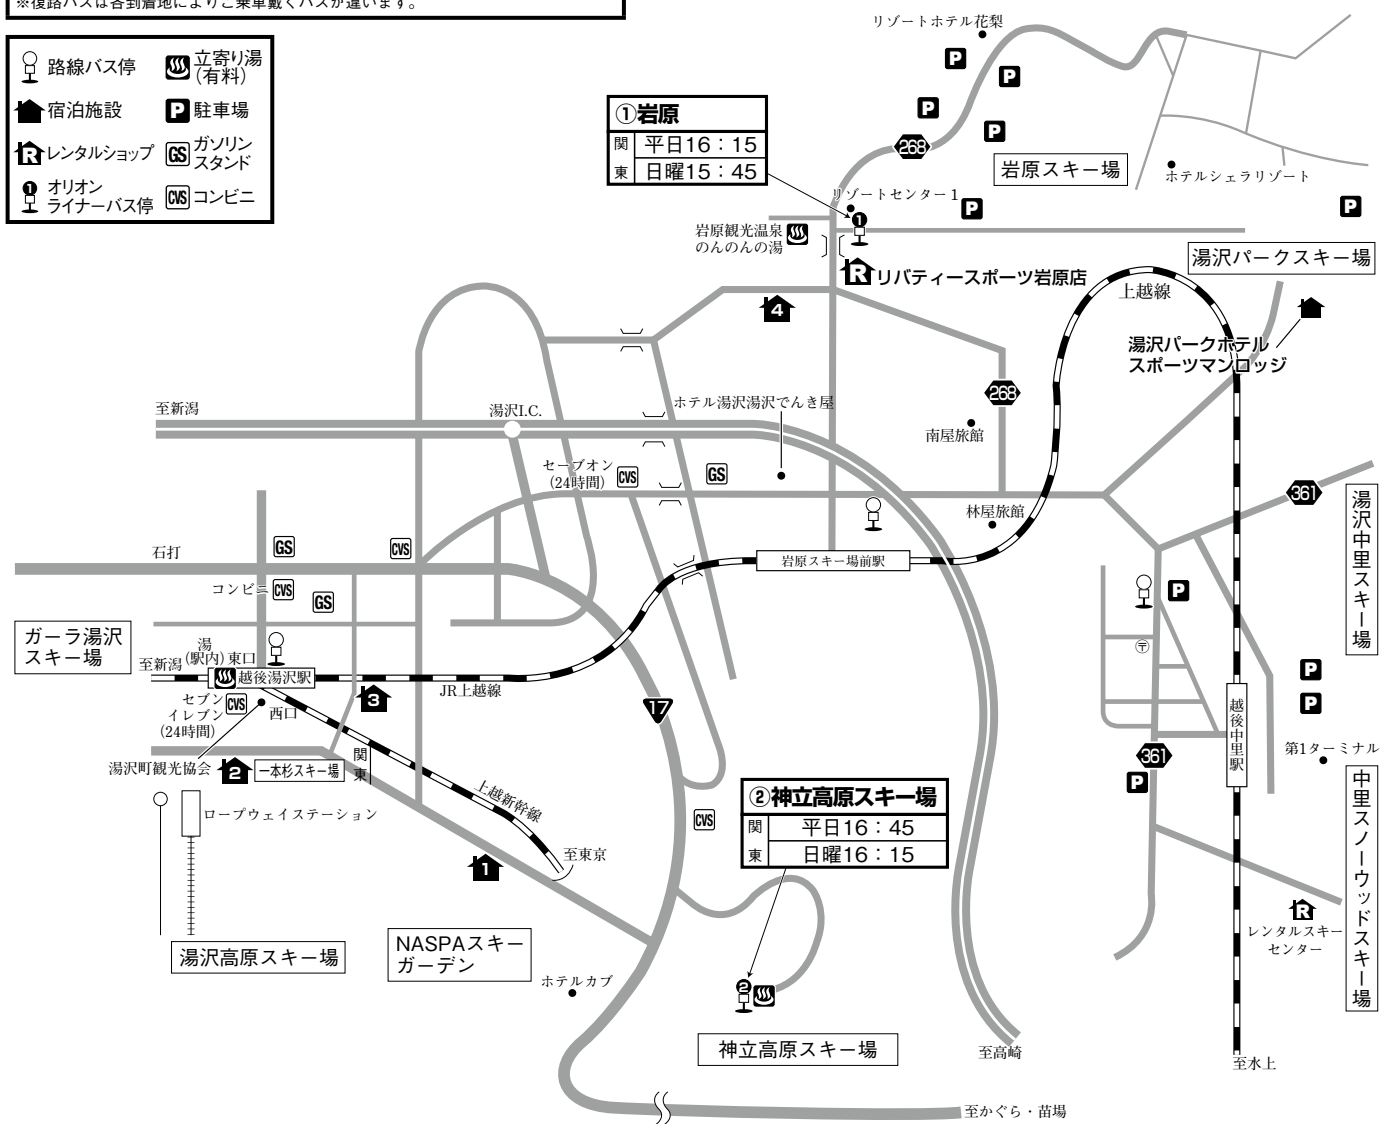 ※復路バスは各到着地によりご乗車戴くバスが違います。
路線バス停
立寄り湯
(有料)
宿泊施設
P 駐車場
R レンタルショップ
GS ガソリン
スタンド
1 オリオン
ライナーバス停
CVS コンビニ
リゾートホテル花梨
P
P
P
P
268
①岩原
関東
平日16：15
日曜15：45
岩原スキー場
ホテルシェラリゾート
リゾートセンター1
1
P
P
岩原観光温泉
のんのんの湯
R リバティースポーツ岩原店
湯沢パークスキー場
上越線
4
湯沢パークホテル
スポーツマンロッジ
268
至新潟
湯沢I.C.
ホテル湯沢湯沢でんき屋
南屋旅館
セーブオン
(24時間)
CVS
GS
林屋旅館
361
湯沢中里スキー場
石打
GS
CVS
岩原スキー場前駅
コンビニ
CVS
GS
P
〒
ガーラ湯沢
スキー場
湯
(駅内)
東口
至新潟
越後湯沢駅
JR上越線
3
セブン
イレブン
(24時間)
CVS
西口
17
P
P
越後中里駅
第1ターミナル
361
P
湯沢町観光協会
2
一本杉スキー場
関東
ロープウェイステーション
上越新幹線
至東京
1
CVS
②神立高原スキー場
関東
平日16：45
日曜16：15
中里スノーウッドスキー場
R
レンタルスキー
センター
湯沢高原スキー場
NASPAスキー
ガーデン
ホテルカブ
2
神立高原スキー場
至高崎
至水上
至かぐら・苗場